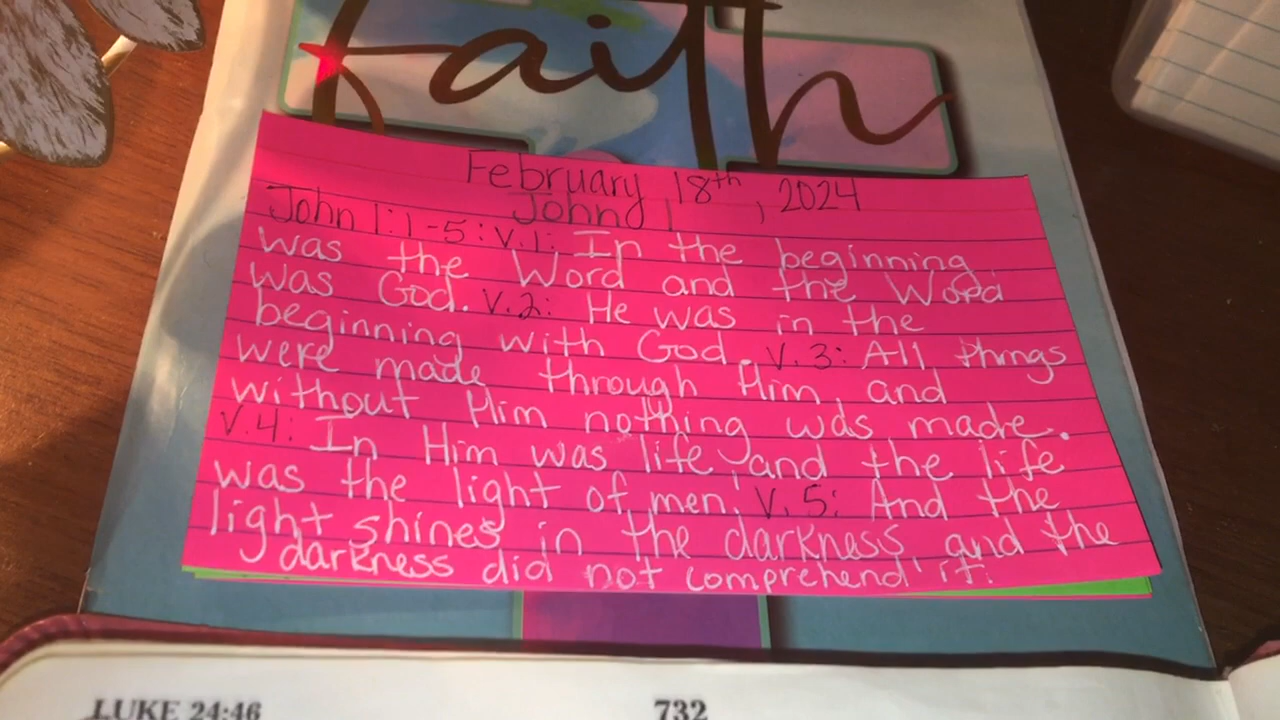 Faith
February 18th, 2024
John 1
John 1:1-5: v.1: In the beginning
was the Word and the Word
was God. v.2: He was in the
beginning with God. v.3: All things
were made through Him, and
without Him nothing was made.
v.4: In Him was life, and the life
was the light of men. v.5: And the
light shines in the darkness, and the
darkness did not comprehend it.
LUKE 24:46
732